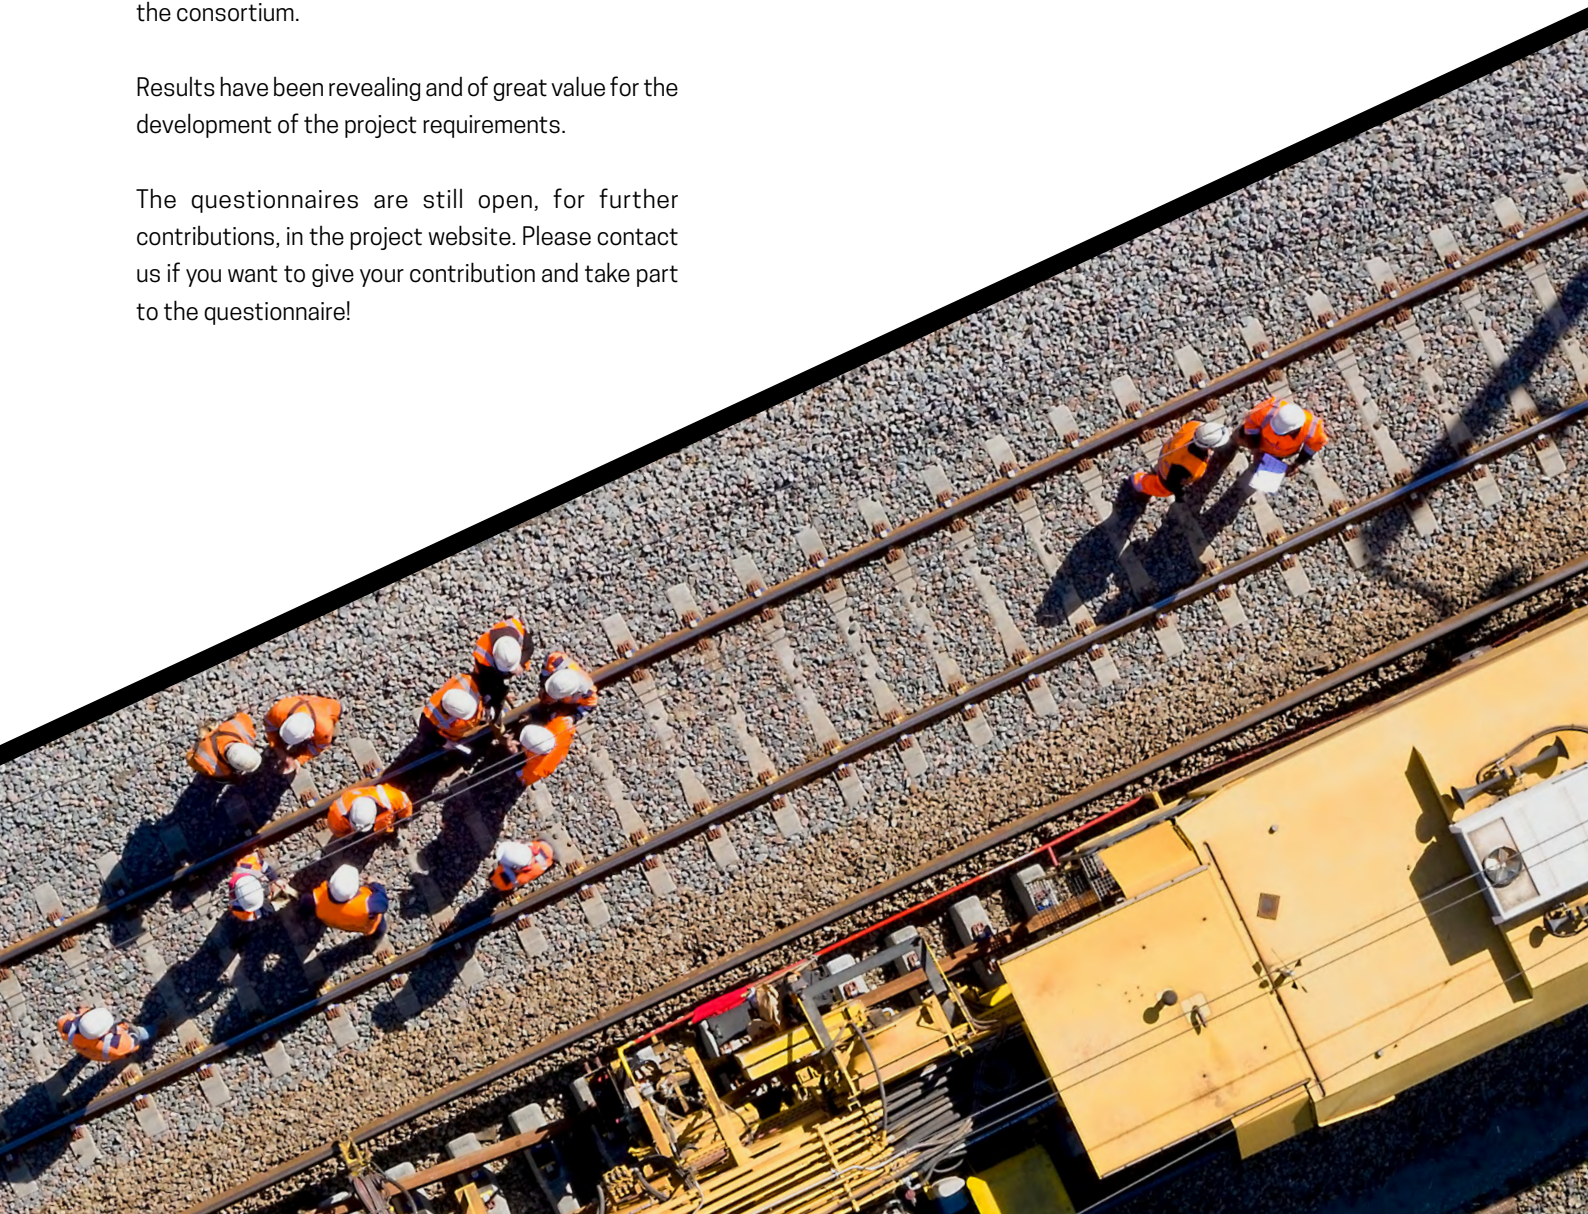 the consortium.
Results have been revealing and of great value for the
development of the project requirements.
The questionnaires are still open, for further
contributions, in the project website. Please contact
us if you want to give your contribution and take part
to the questionnaire!